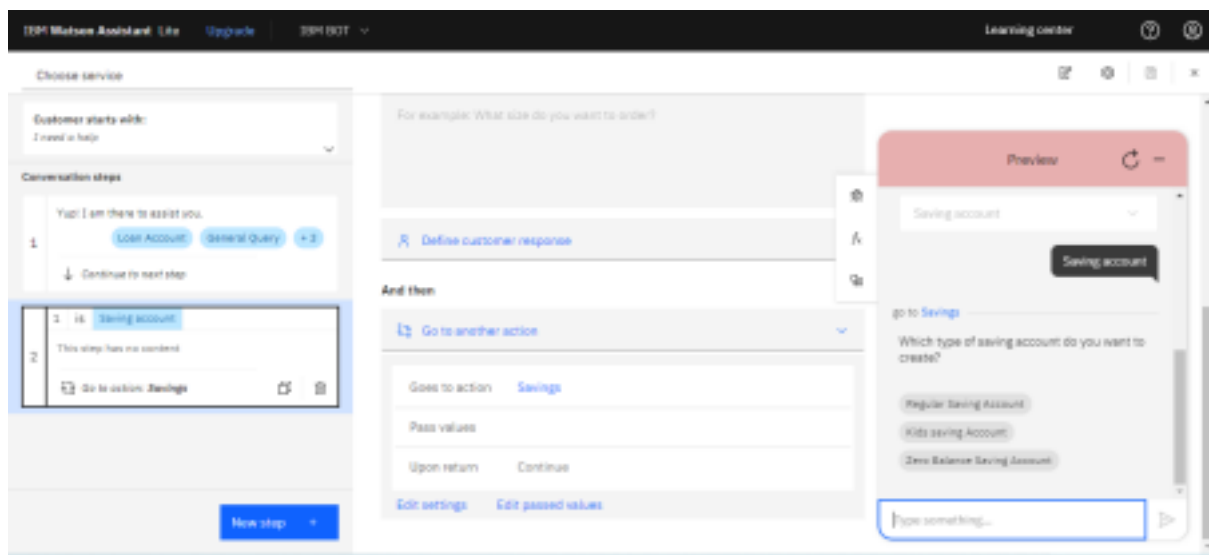 IBM Watson Assistant Lite Upgrade IBM BOT Learning center
Choose service
Customer starts with:
I need a help
Conversation steps
1
Yup! I am there to assist you.
Loan Account General Query + 2
Continue to next step
2
1 is Saving account
This step has no content
Go to action: Savings
New step +
For example: What size do you want to order?
Define customer response
And then
Go to another action
Goes to action Savings
Pass values
Upon return Continue
Edit settings Edit passed values
fx
Preview
Saving account
Saving account
go to Savings
Which type of saving account do you want to
create?
Regular Saving Account
Kids saving Account
Zero Balance Saving Account
Type something...